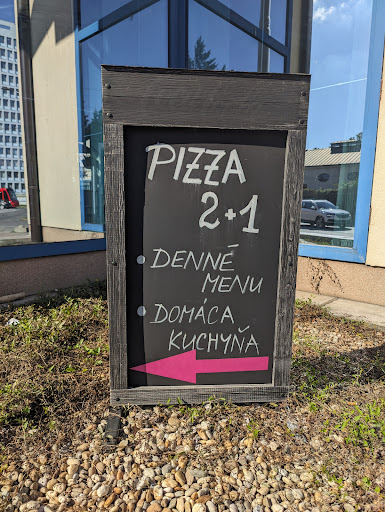 PIZZA
2+1
DENNÉ
MENU
DOMÁCA
KUCHYŇA